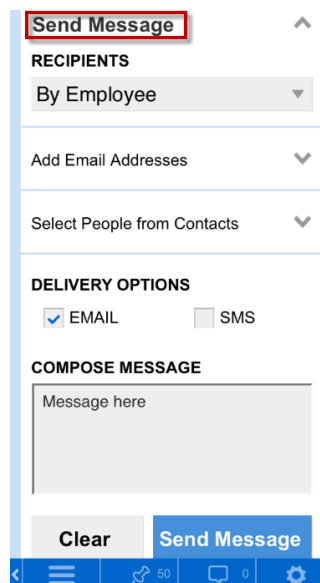 Send Message
RECIPIENTS
By Employee
Add Email Addresses
Select People from Contacts
DELIVERY OPTIONS
EMAIL SMS
COMPOSE MESSAGE
Message here
Clear Send Message
50 0